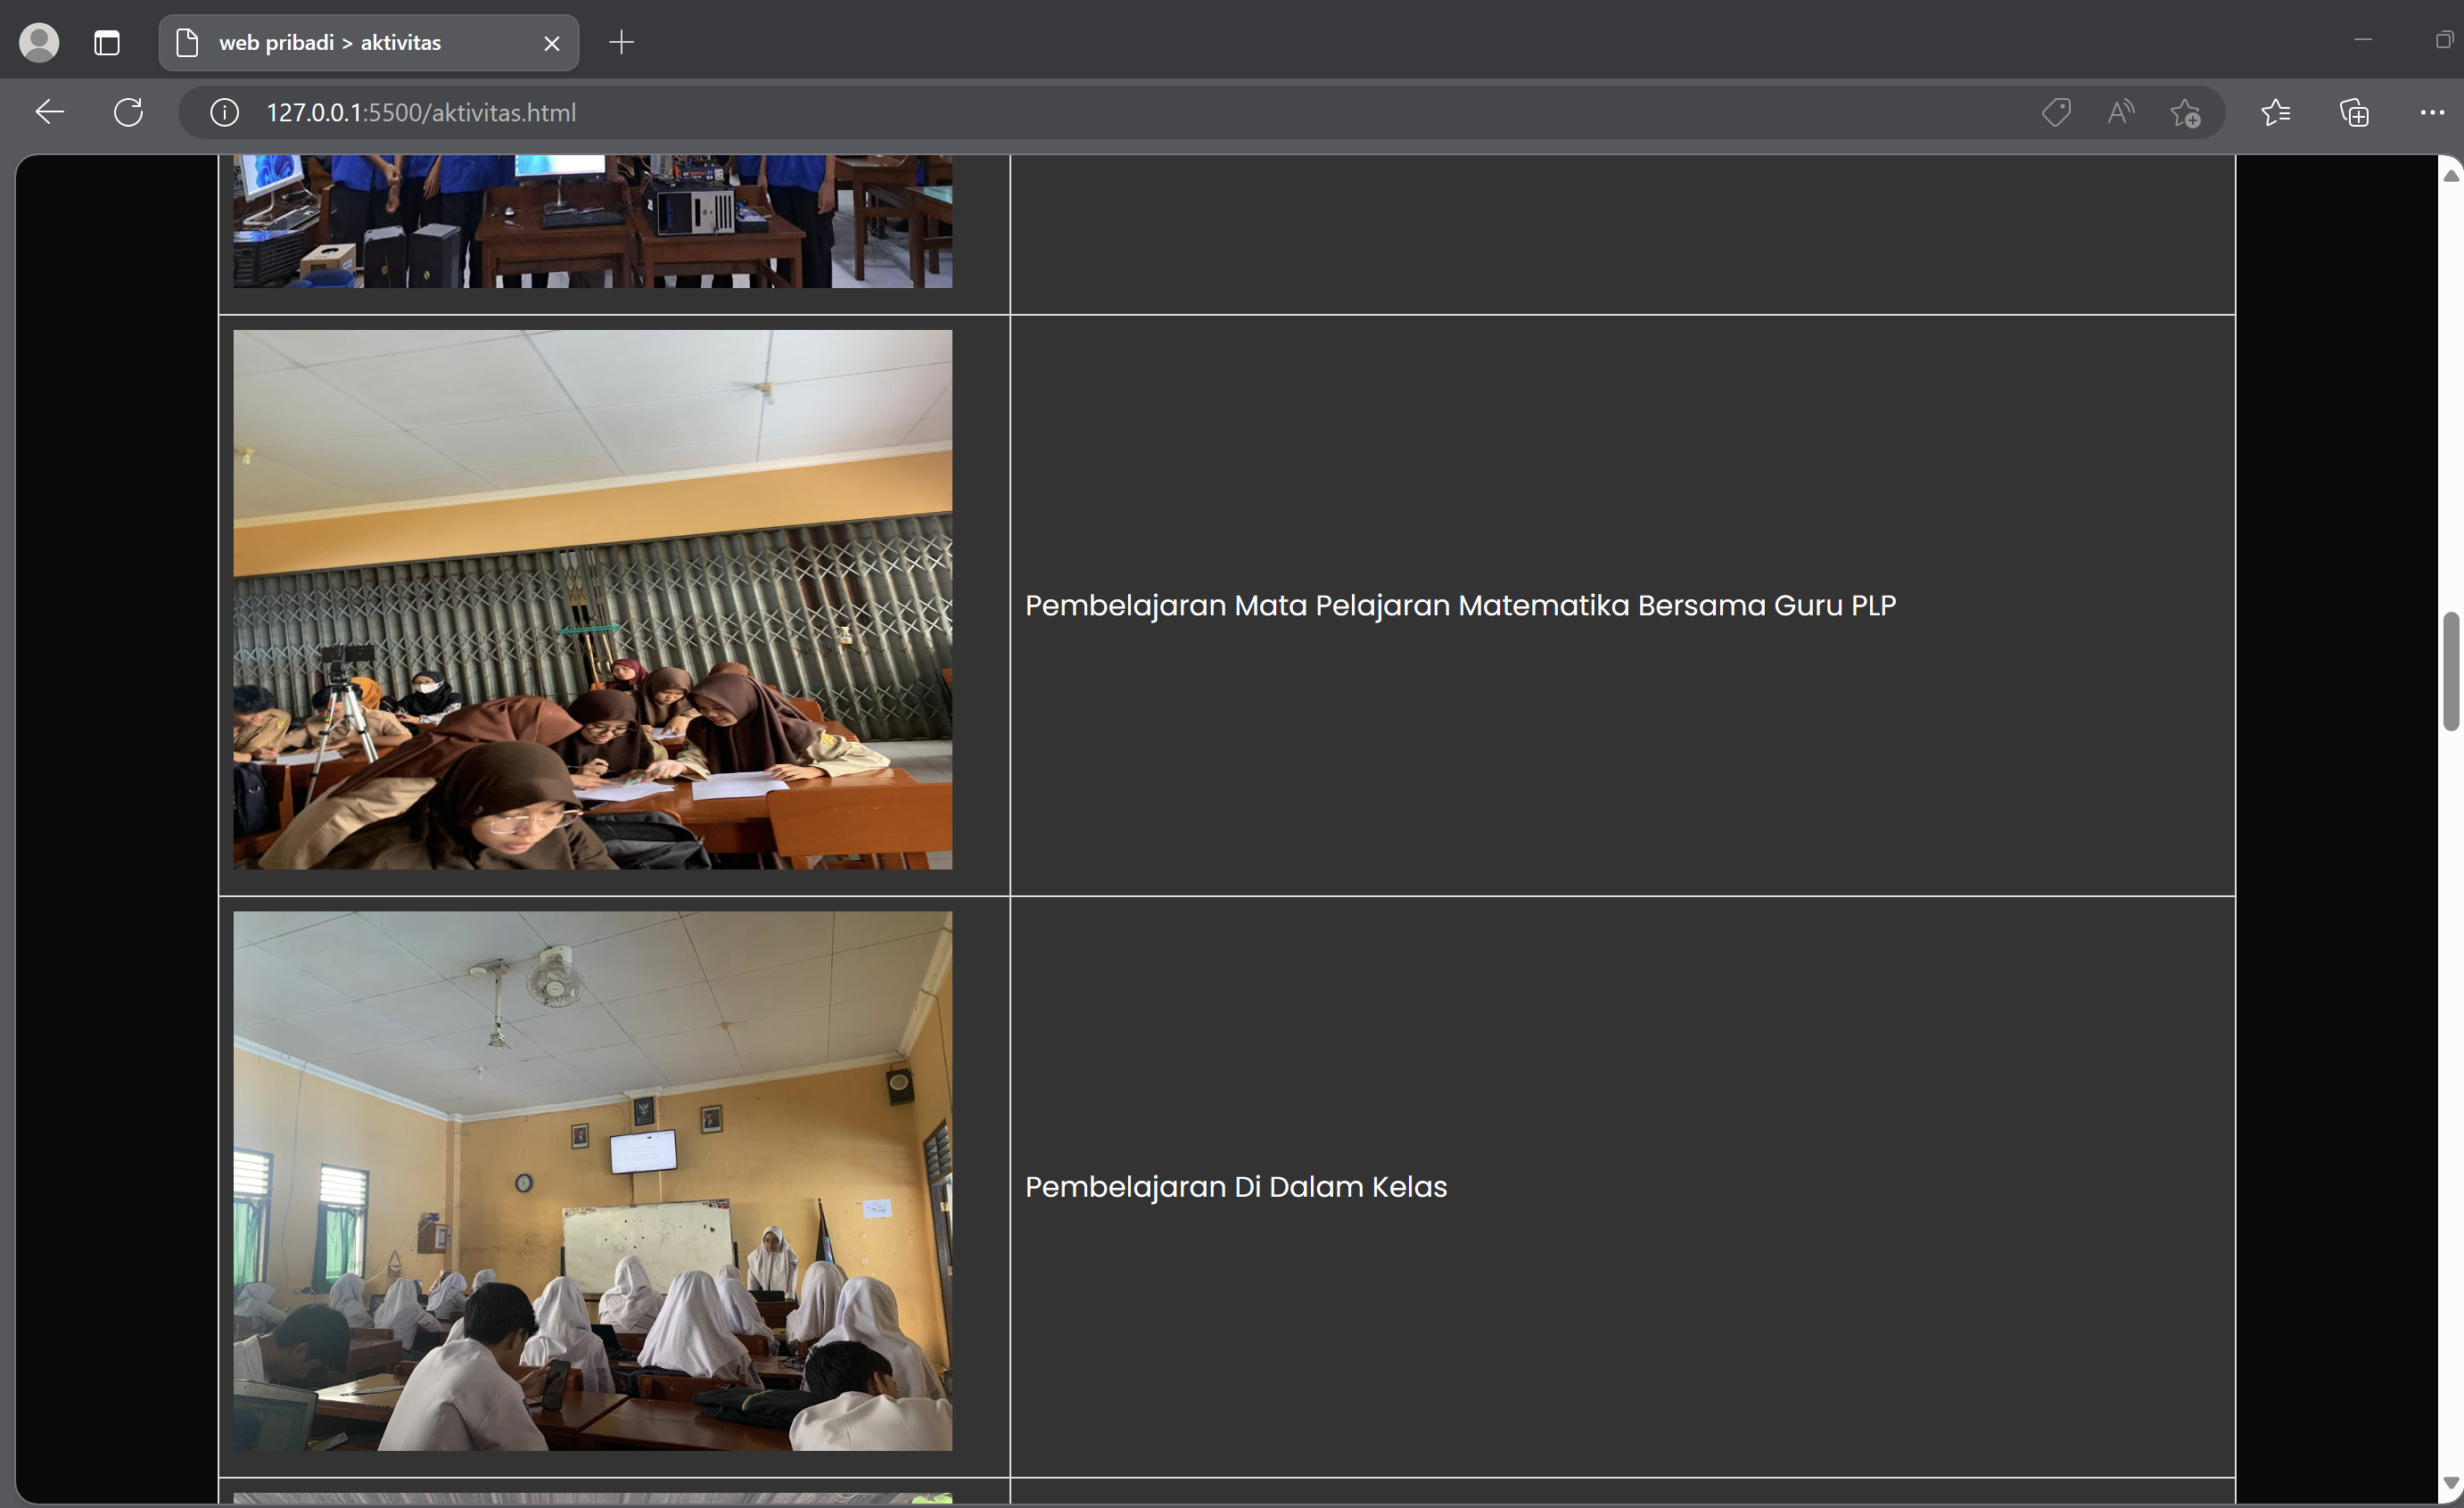 web pribadi > aktivitas
127.0.0.1:5500/aktivitas.html
Pembelajaran Mata Pelajaran Matematika Bersama Guru PLP
Pembelajaran Di Dalam Kelas